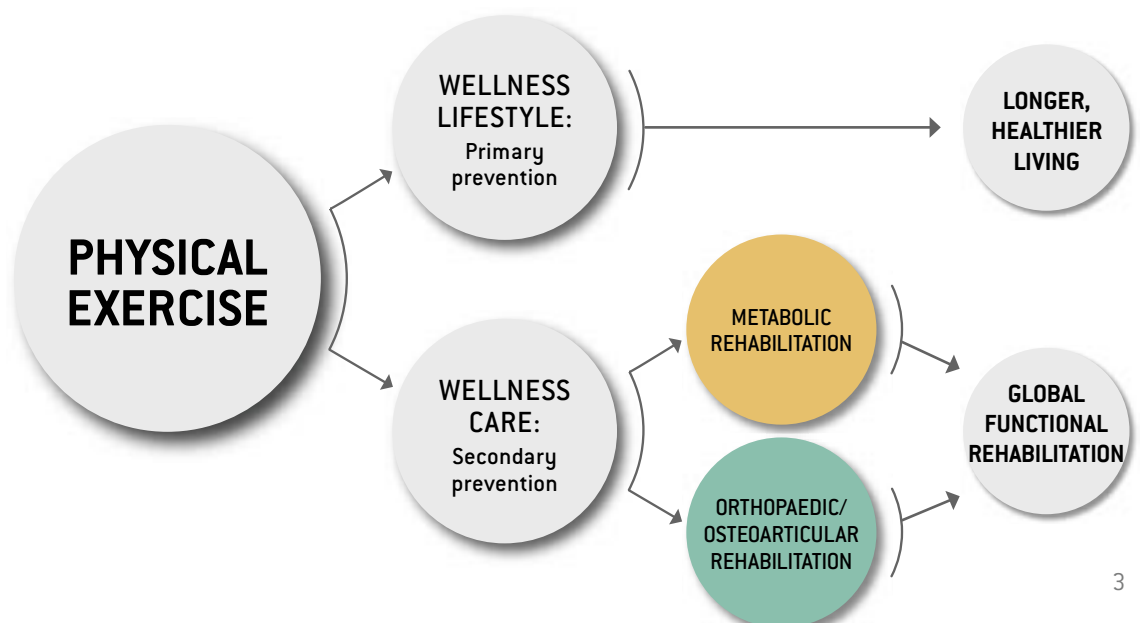 PHYSICAL
EXERCISE
WELLNESS
LIFESTYLE:
Primary
prevention
LONGER,
HEALTHIER
LIVING
WELLNESS
CARE:
Secondary
prevention
METABOLIC
REHABILITATION
ORTHOPAEDIC/
OSTEOARTICULAR
REHABILITATION
GLOBAL
FUNCTIONAL
REHABILITATION
3